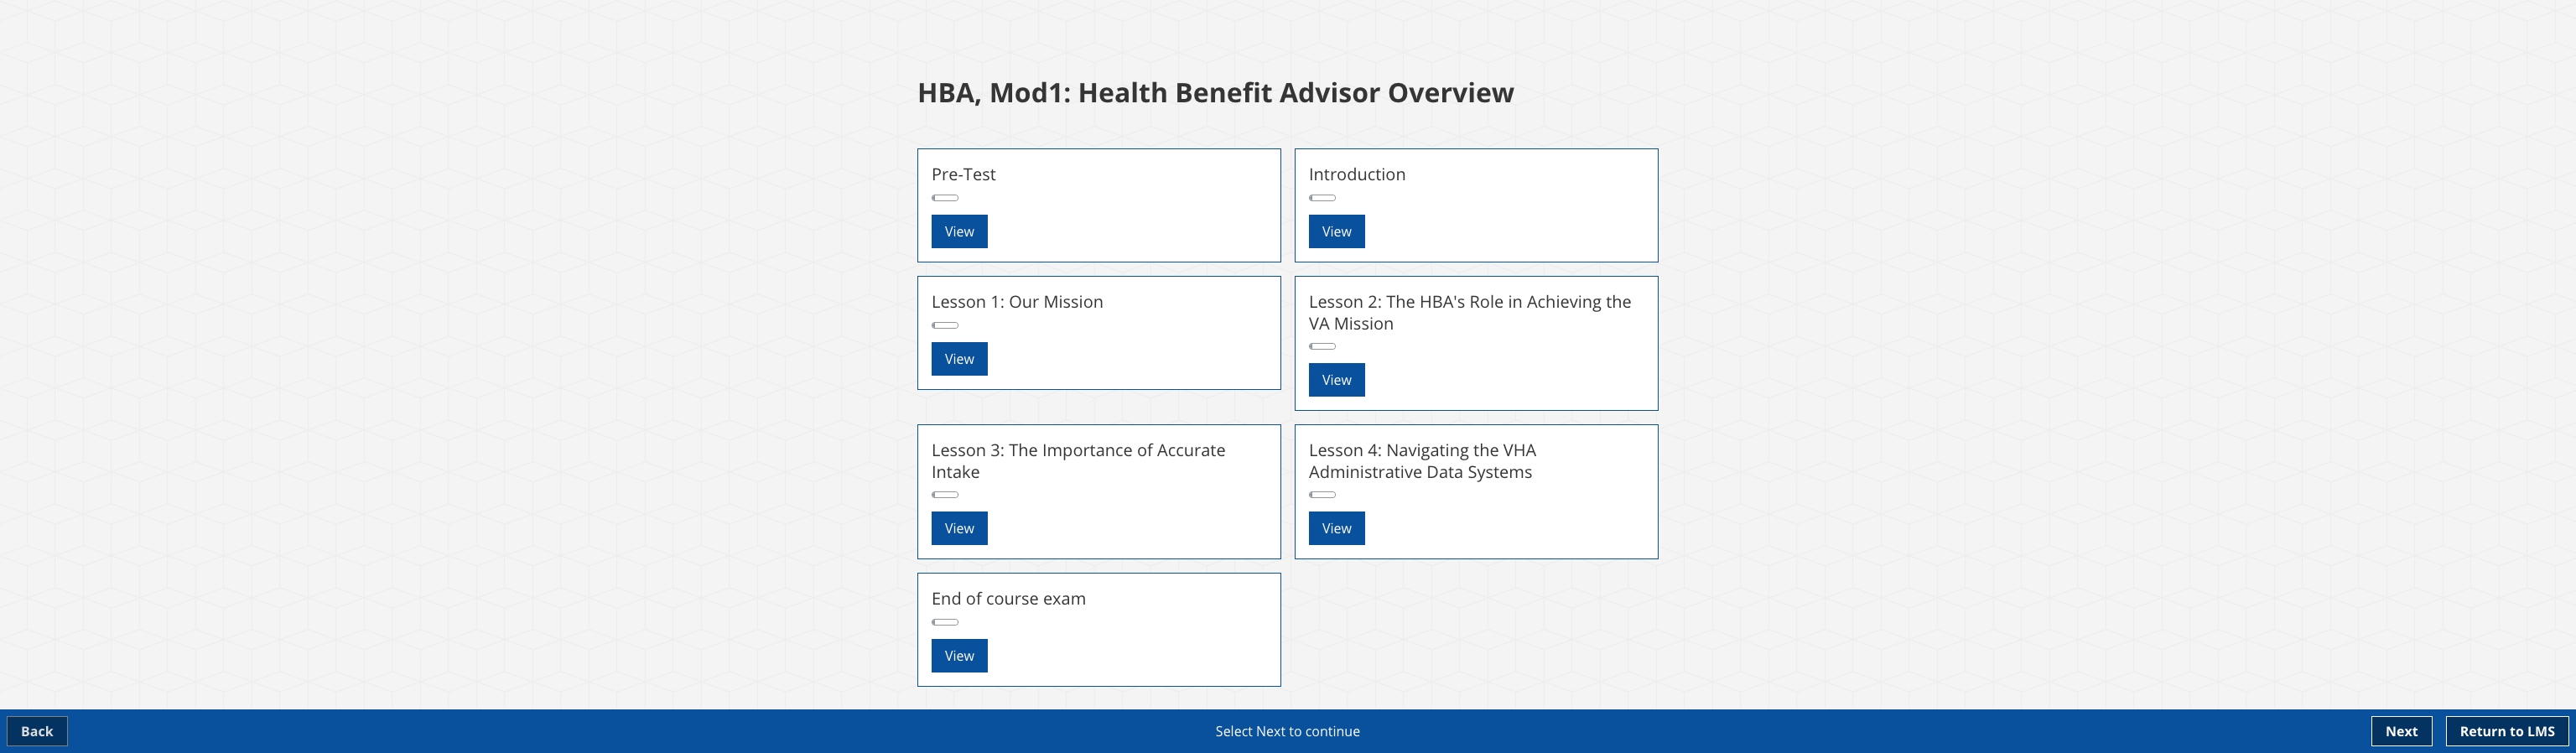 HBA, Mod1: Health Benefit Advisor Overview
Pre-Test
View
Introduction
View
Lesson 1: Our Mission
View
Lesson 2: The HBA's Role in Achieving the
VA Mission
View
Lesson 3: The Importance of Accurate
Intake
View
Lesson 4: Navigating the VHA
Administrative Data Systems
View
End of course exam
View
Back
Select Next to continue
Next
Return to LMS